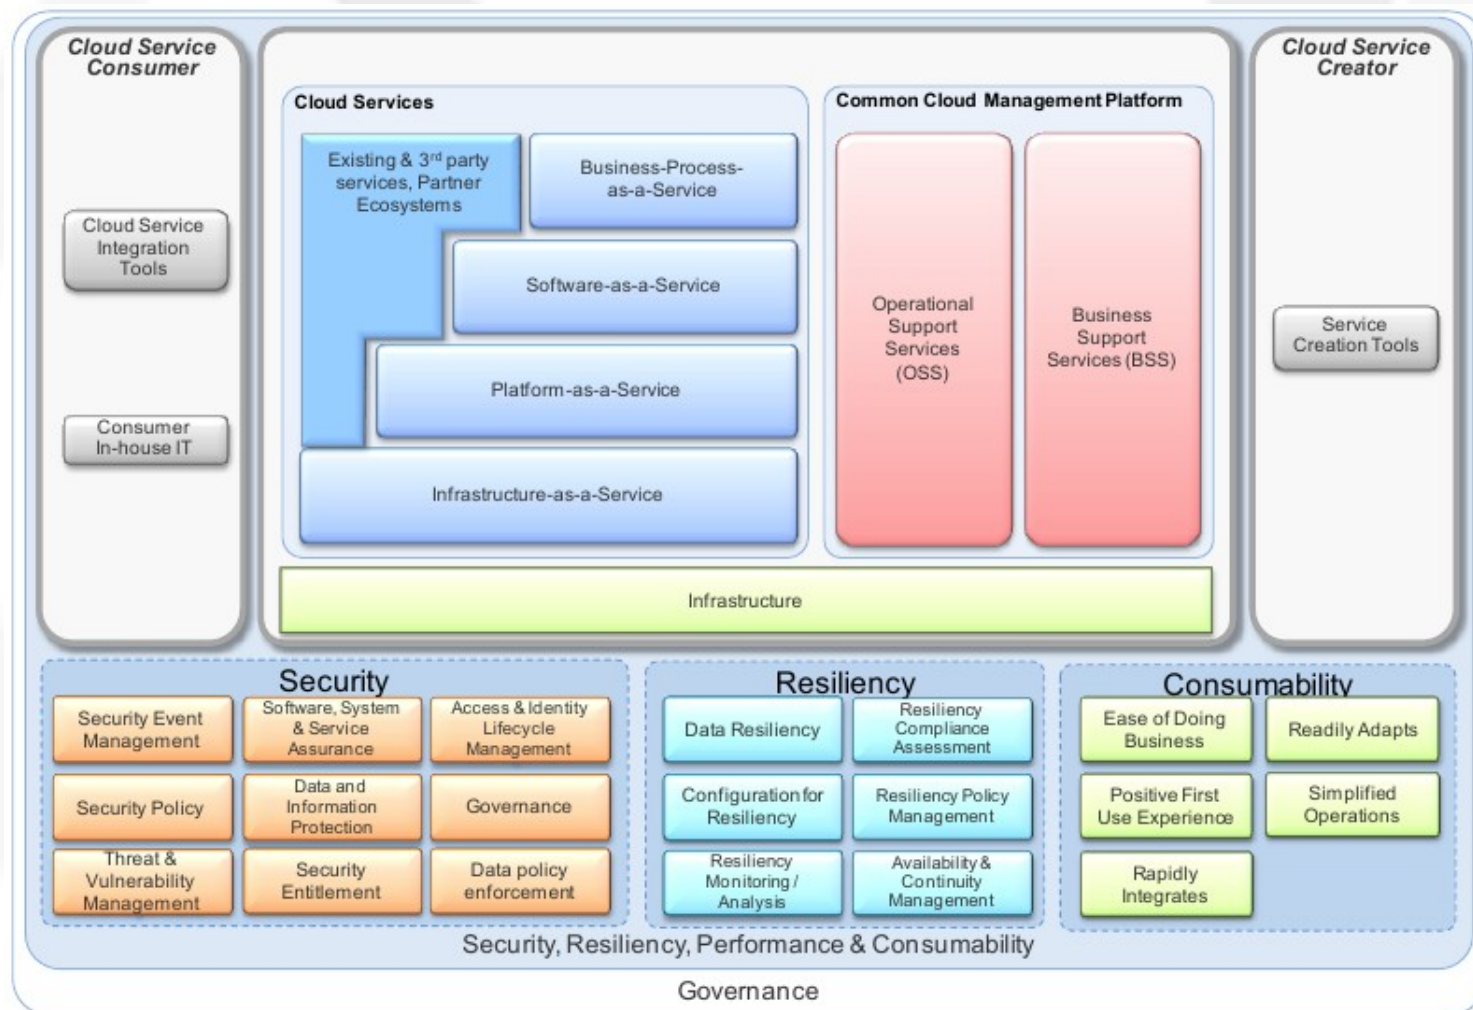 Cloud Service
Consumer
Cloud Service
Integration
Tools
Consumer
In-house IT
Cloud Services
Existing & 3rd party
services, Partner
Ecosystems
Business-Process-
as-a-Service
Software-as-a-Service
Platform-as-a-Service
Infrastructure-as-a-Service
Common Cloud Management Platform
Operational
Support
Services
(OSS)
Business
Support
Services (BSS)
Infrastructure
Cloud Service
Creator
Service
Creation Tools
Security
Security Event
Management
Software, System
& Service
Assurance
Access & Identity
Lifecycle
Management
Security Policy
Data and
Information
Protection
Governance
Threat &
Vulnerability
Management
Security
Entitlement
Data policy
enforcement
Resiliency
Data Resiliency
Resiliency
Compliance
Assessment
Configuration for
Resiliency
Resiliency Policy
Management
Resiliency
Monitoring /
Analysis
Availability &
Continuity
Management
Consumability
Ease of Doing
Business
Readily Adapts
Positive First
Use Experience
Simplified
Operations
Rapidly
Integrates
Security, Resiliency, Performance & Consumability
Governance